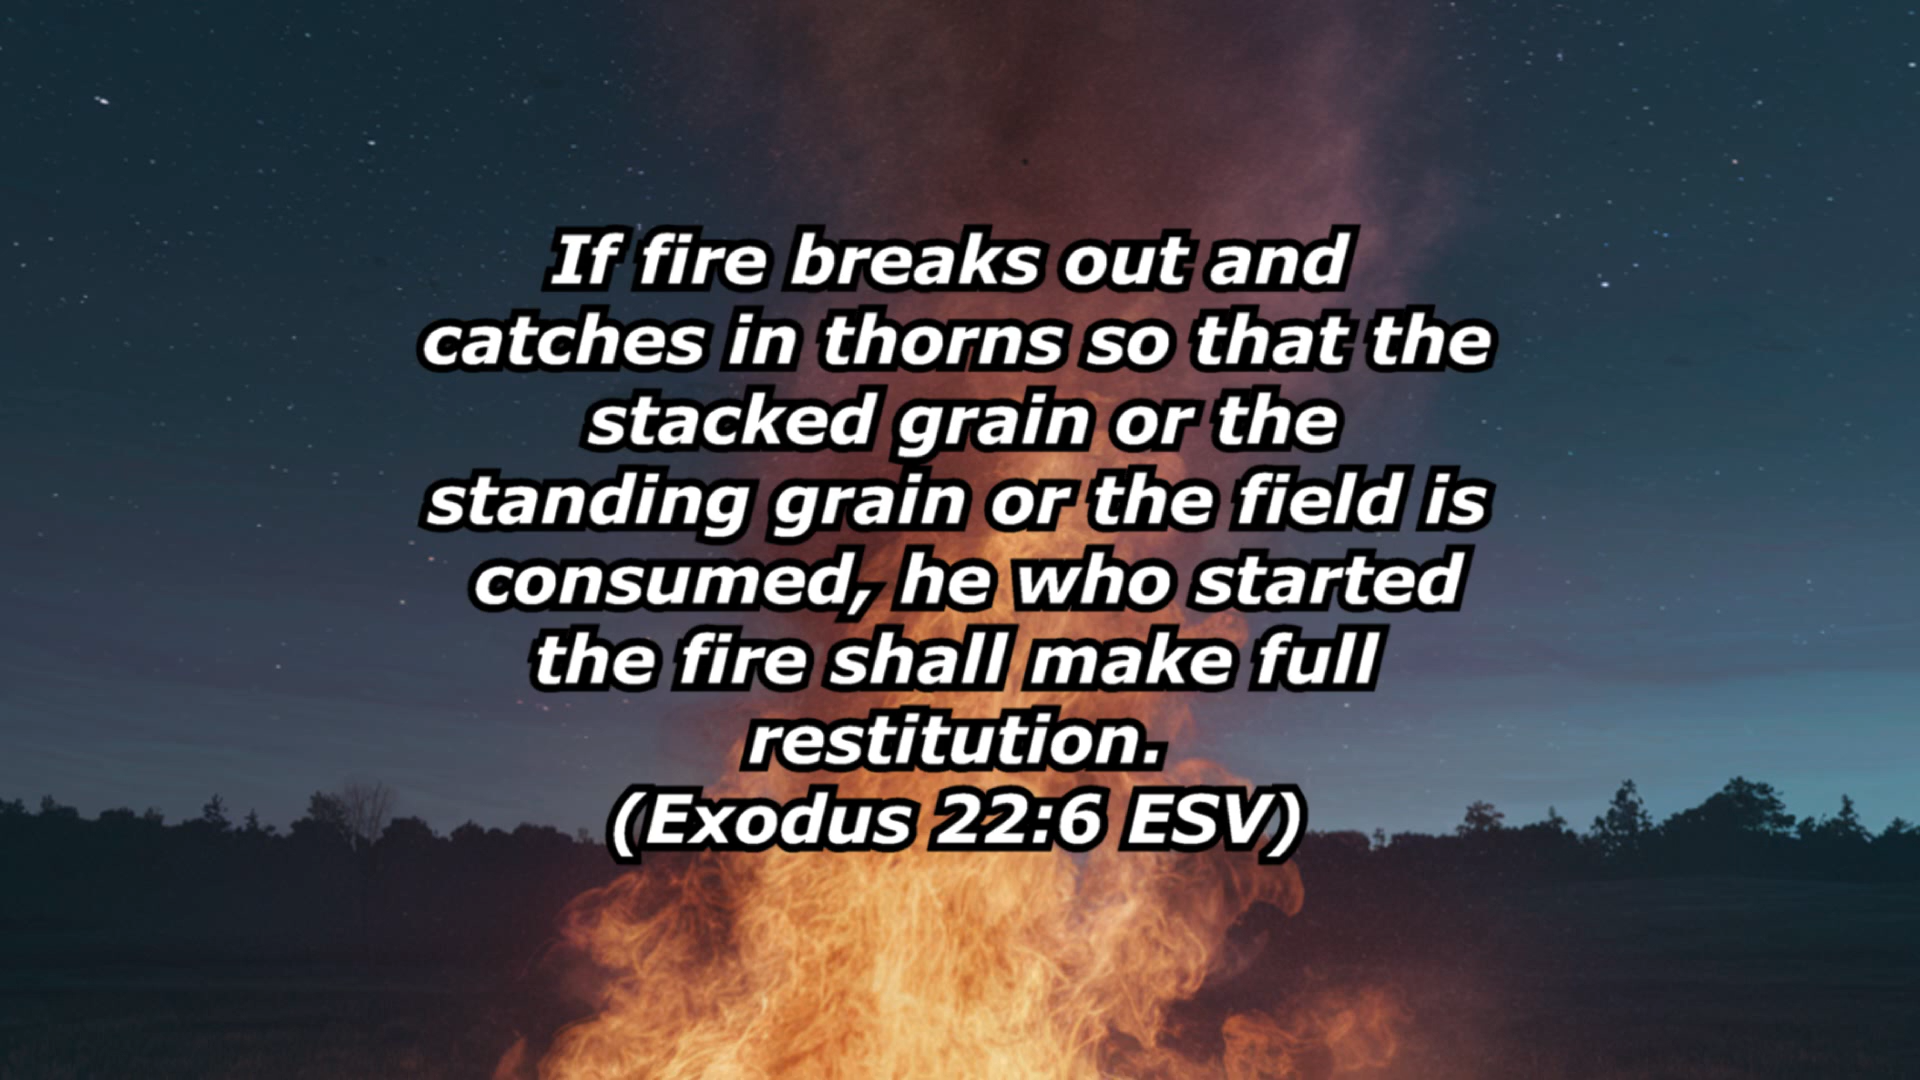 If fire breaks out and
catches in thorns so that the
stacked grain or the
standing grain or the field is
consumed, he who started
the fire shall make full
restitution.
(Exodus 22:6 ESV)